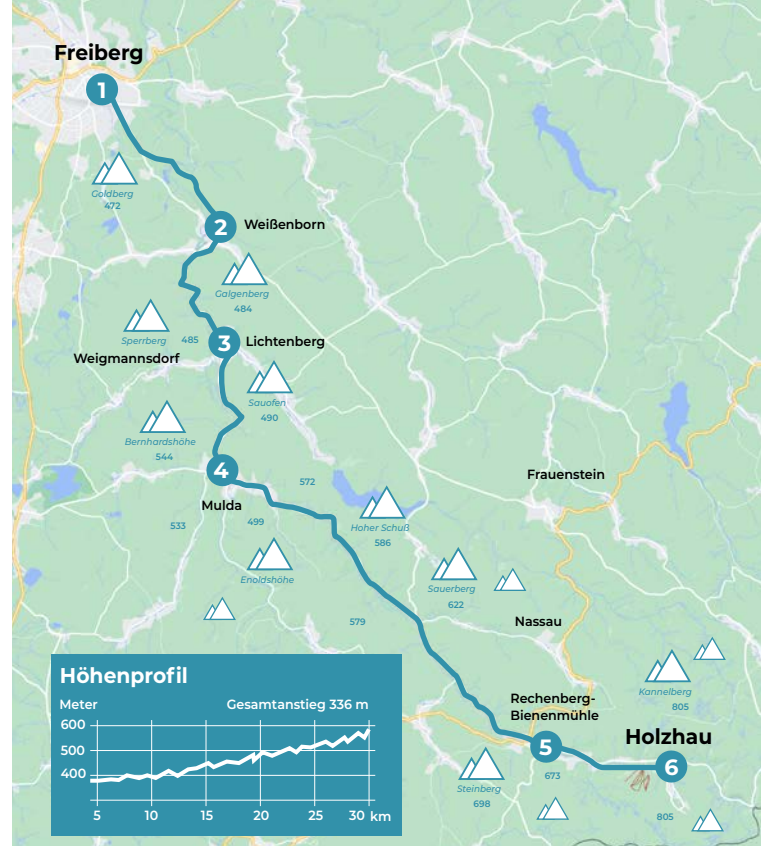 Freiberg
1
Goldberg
472
2
Weißenborn
Galgenberg
484
Sperrberg
485
3
Lichtenberg
Weigmannsdorf
Sauofen
490
Bernhardshöhe
544
4
572
Frauenstein
Mulda
533
499
Hoher Schuß
586
Enoldshöhe
Sauerberg
622
579
Nassau
Kannelberg
805
Rechenberg-
Bienenmühle
5
Holzhau
6
673
Steinberg
698
805
Höhenprofil
Meter
Gesamtanstieg 336 m
600
500
400
5 10 15 20 25 30 km